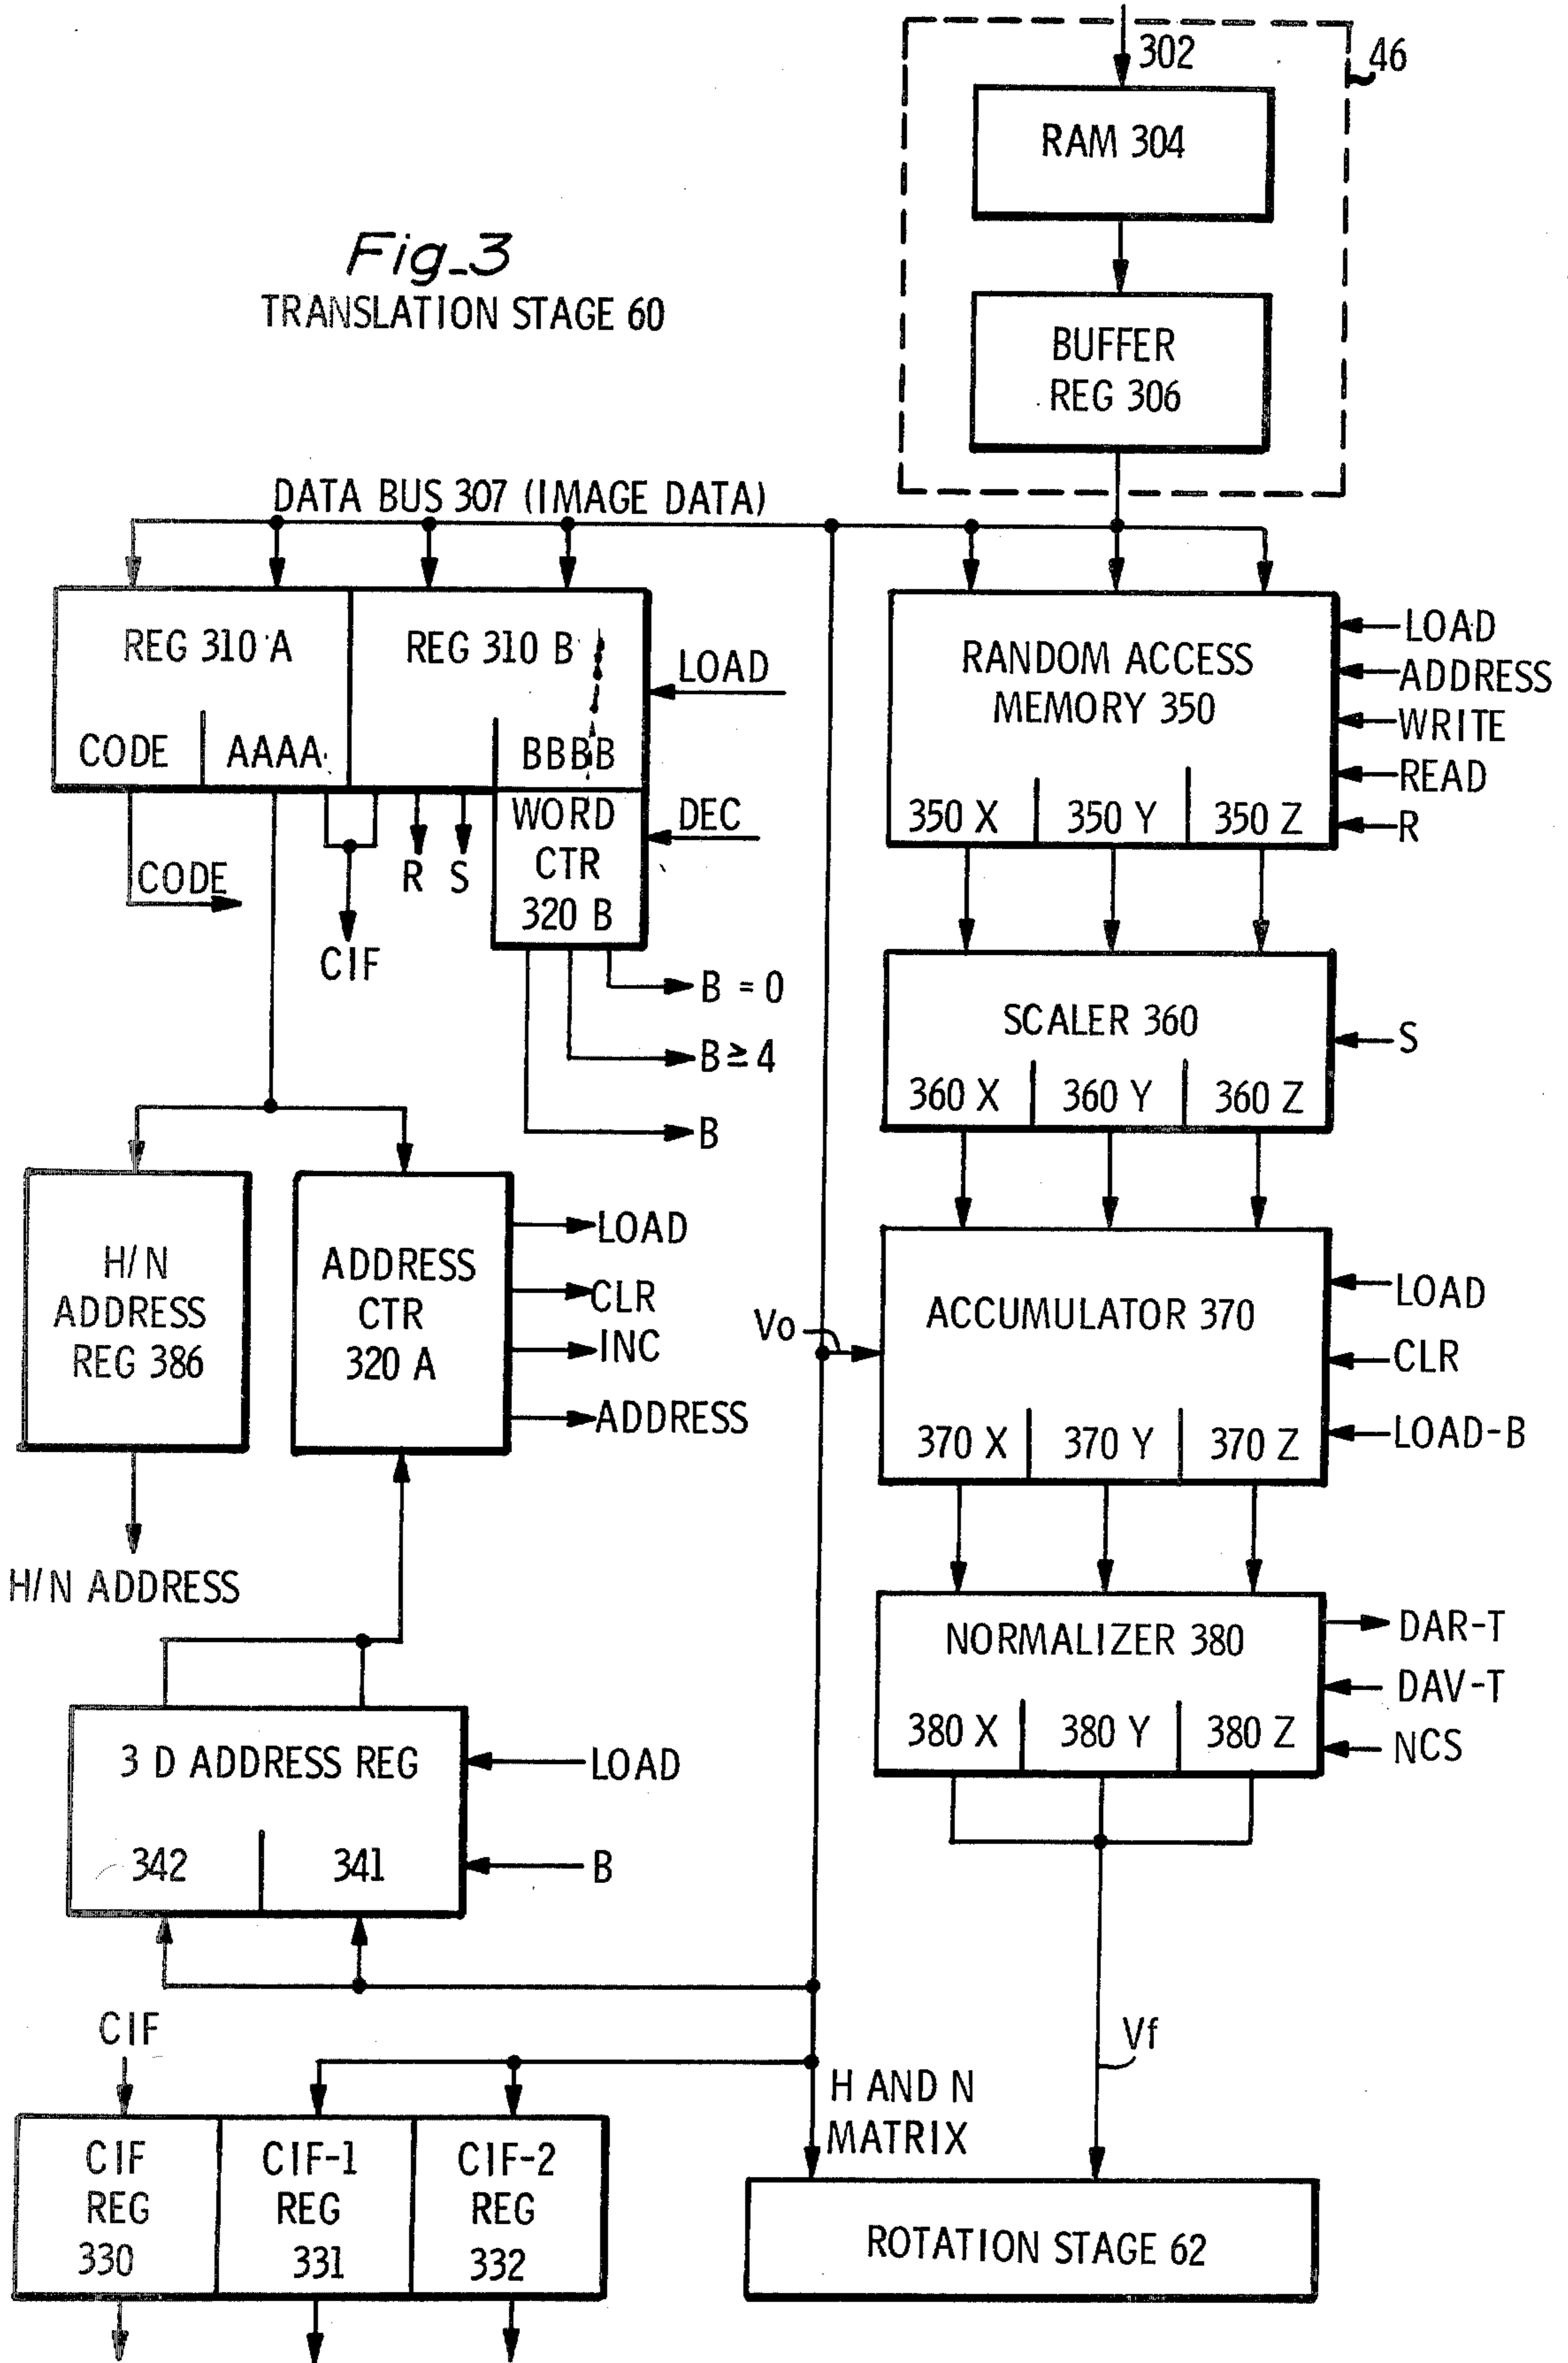 302
46
RAM 304
Fig_3
TRANSLATION STAGE 60
BUFFER
REG 306
DATA BUS 307 (IMAGE DATA)
REG 310 A
REG 310 B
LOAD
CODE
AAAA
BBBB
WORD
CTR
320 B
DEC
CODE
CIF
R
S
B = 0
B ≥ 4
B
RANDOM ACCESS
MEMORY 350
350 X
350 Y
350 Z
LOAD
ADDRESS
WRITE
READ
R
SCALER 360
360 X
360 Y
360 Z
S
H/N
ADDRESS
REG 386
ADDRESS
CTR
320 A
LOAD
CLR
INC
ADDRESS
Vo
ACCUMULATOR 370
370 X
370 Y
370 Z
LOAD
CLR
LOAD-B
H/N ADDRESS
NORMALIZER 380
380 X
380 Y
380 Z
DAR-T
DAV-T
NCS
3 D ADDRESS REG
342
341
LOAD
B
CIF
Vf
H AND N
MATRIX
CIF
REG
330
CIF-1
REG
331
CIF-2
REG
332
ROTATION STAGE 62